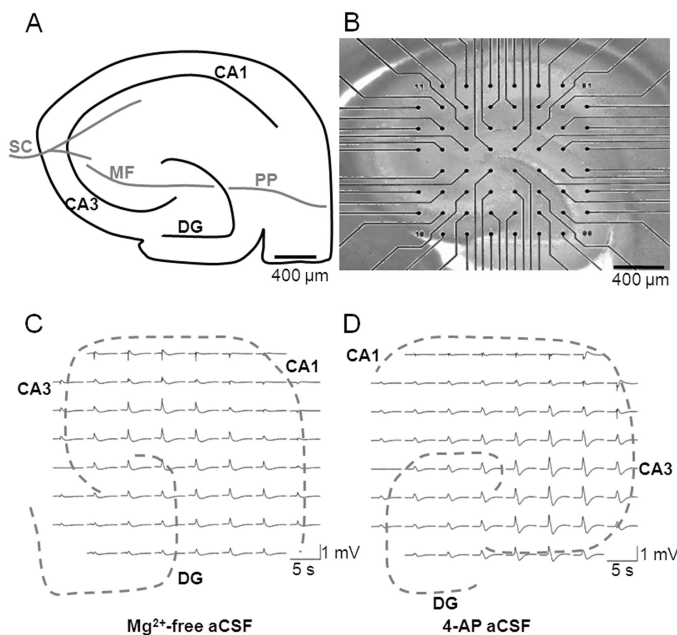 A
B
CA1
SC
MF
PP
CA3
DG
400 µm
400 µm
C
D
CA1
CA1
CA3
CA3
1 mV
5 s
1 mV
5 s
DG
DG
Mg²⁺-free aCSF
4-AP aCSF